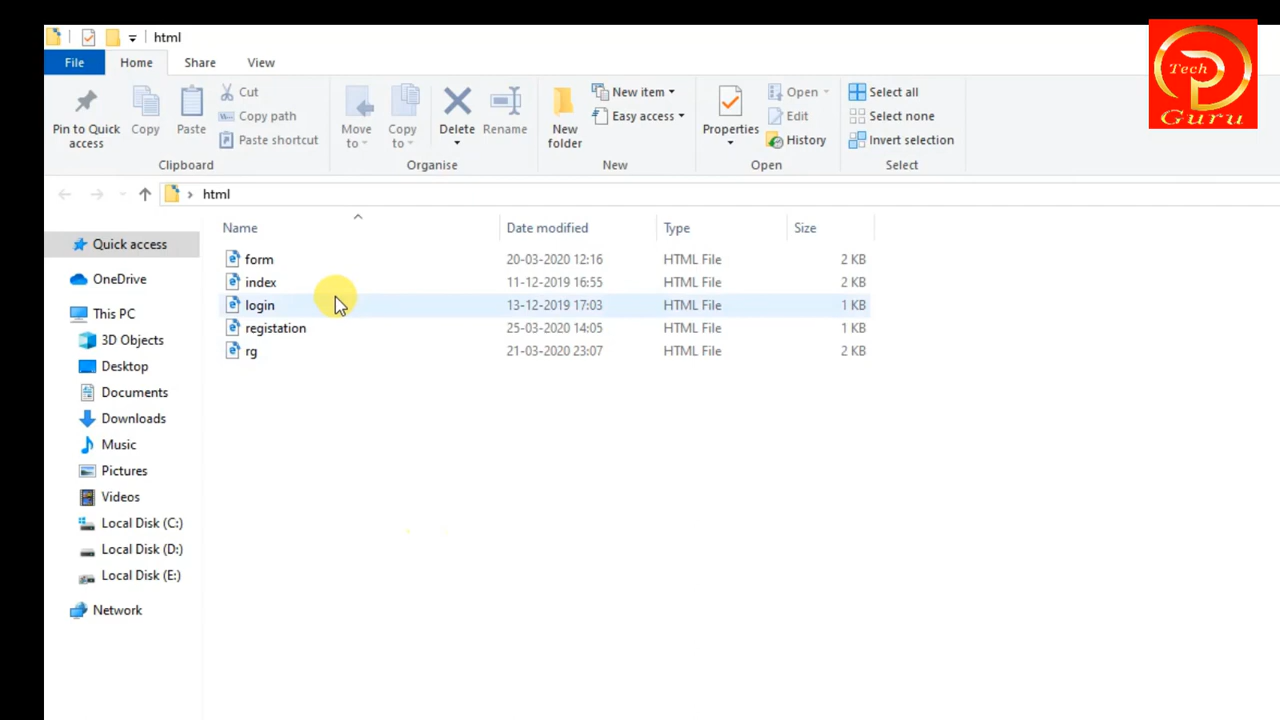 html
File Home Share View
Pin to Quick access
Copy
Paste
Cut
Copy path
Paste shortcut
Clipboard
Move to
Copy to
Delete
Rename
Organise
New folder
New item
Easy access
New
Properties
Open
Edit
History
Open
Select all
Select none
Invert selection
Select
Tech
P
Guru
html
Name Date modified Type Size
form 20-03-2020 12:16 HTML File 2 KB
index 11-12-2019 16:55 HTML File 2 KB
login 13-12-2019 17:03 HTML File 1 KB
registation 25-03-2020 14:05 HTML File 1 KB
rg 21-03-2020 23:07 HTML File 2 KB
Quick access
OneDrive
This PC
3D Objects
Desktop
Documents
Downloads
Music
Pictures
Videos
Local Disk (C:)
Local Disk (D:)
Local Disk (E:)
Network